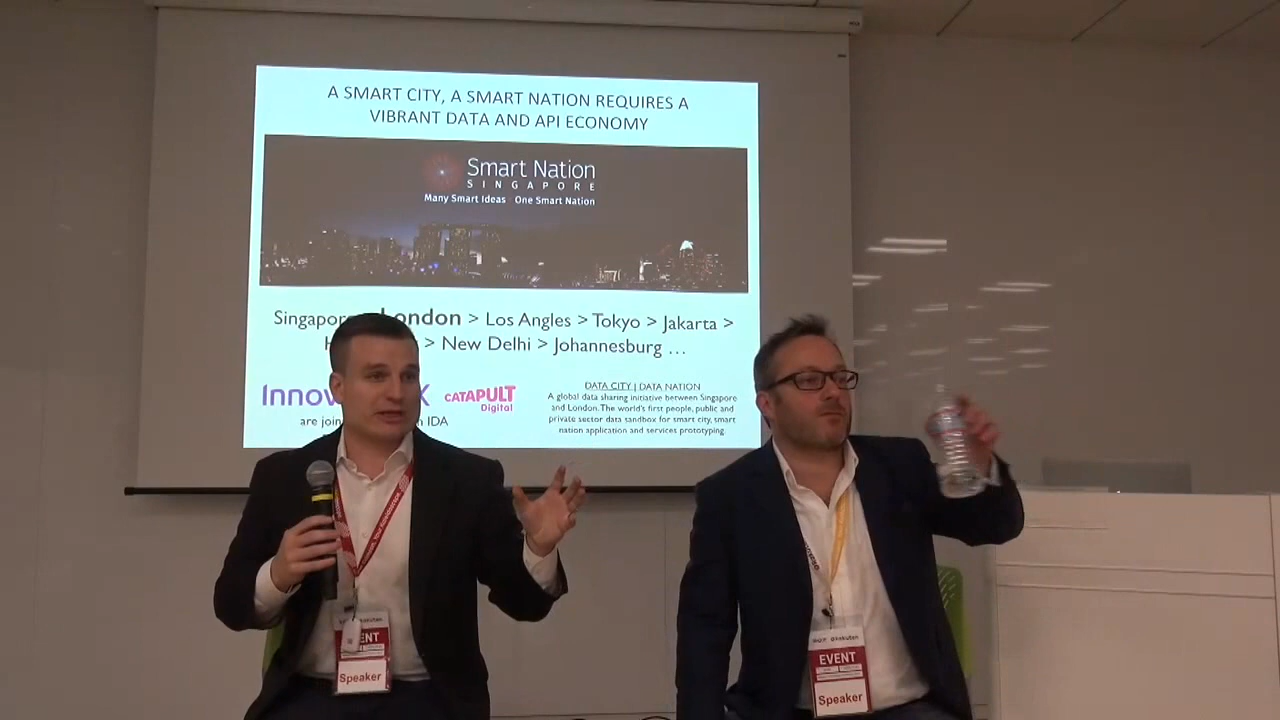 A SMART CITY, A SMART NATION REQUIRES A
VIBRANT DATA AND API ECONOMY
Smart Nation
SINGAPORE
Many Smart Ideas One Smart Nation
London > Los Angles > Tokyo > Jakarta >
> New Delhi > Johannesburg ...
CATAPULT
Digital
are IDA
DATA CITY | DATA NATION
A global data sharing initiative between Singapore
and London. The world's first people, public and
private sector data sandbox for smart city, smart
nation application and services prototyping
Speaker
Rakuten
EVENT
Speaker